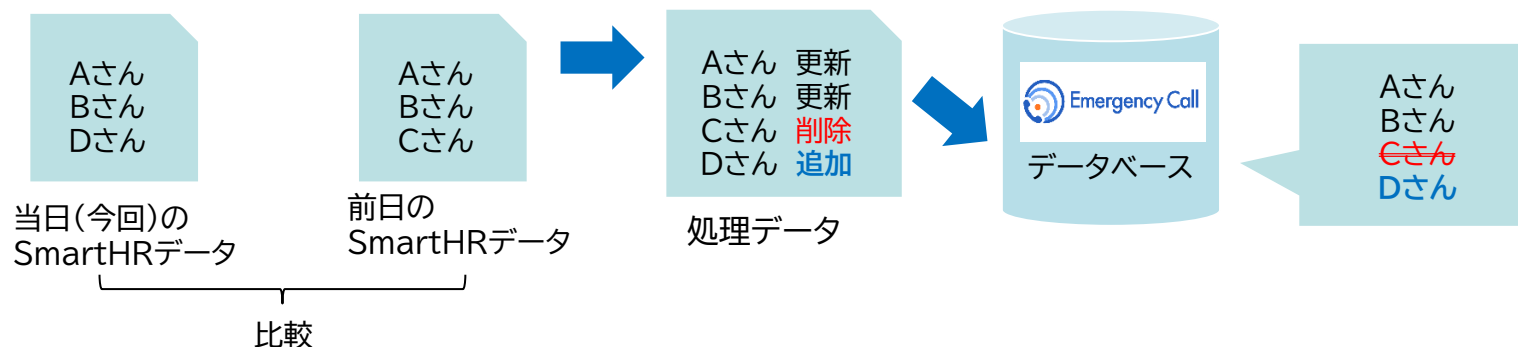 Aさん
Bさん
Dさん
当日(今回)の
SmartHRデータ
Aさん
Bさん
Cさん
前日の
SmartHRデータ
比較
Aさん 更新
Bさん 更新
Cさん 削除
Dさん 追加
処理データ
Emergency Call
データベース
Aさん
Bさん
Cさん
Dさん